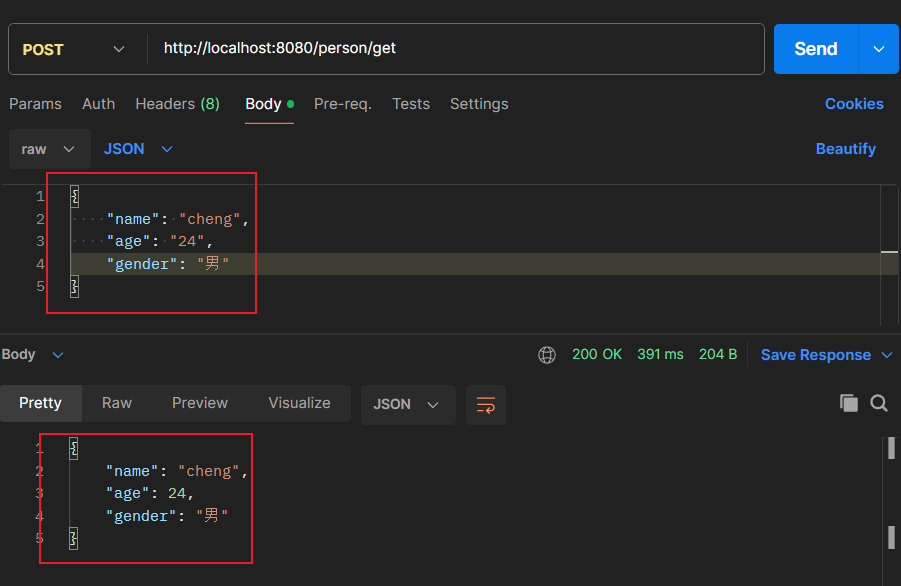 POST http://localhost:8080/person/get Send
Params Auth Headers (8) Body Pre-req. Tests Settings Cookies
raw JSON Beautify
1 {
2 "name": "cheng",
3 "age": "24",
4 "gender": "男"
5 }
Body 200 OK 391 ms 204 B Save Response
Pretty Raw Preview Visualize JSON
1 {
2 "name": "cheng",
3 "age": 24,
4 "gender": "男"
5 }